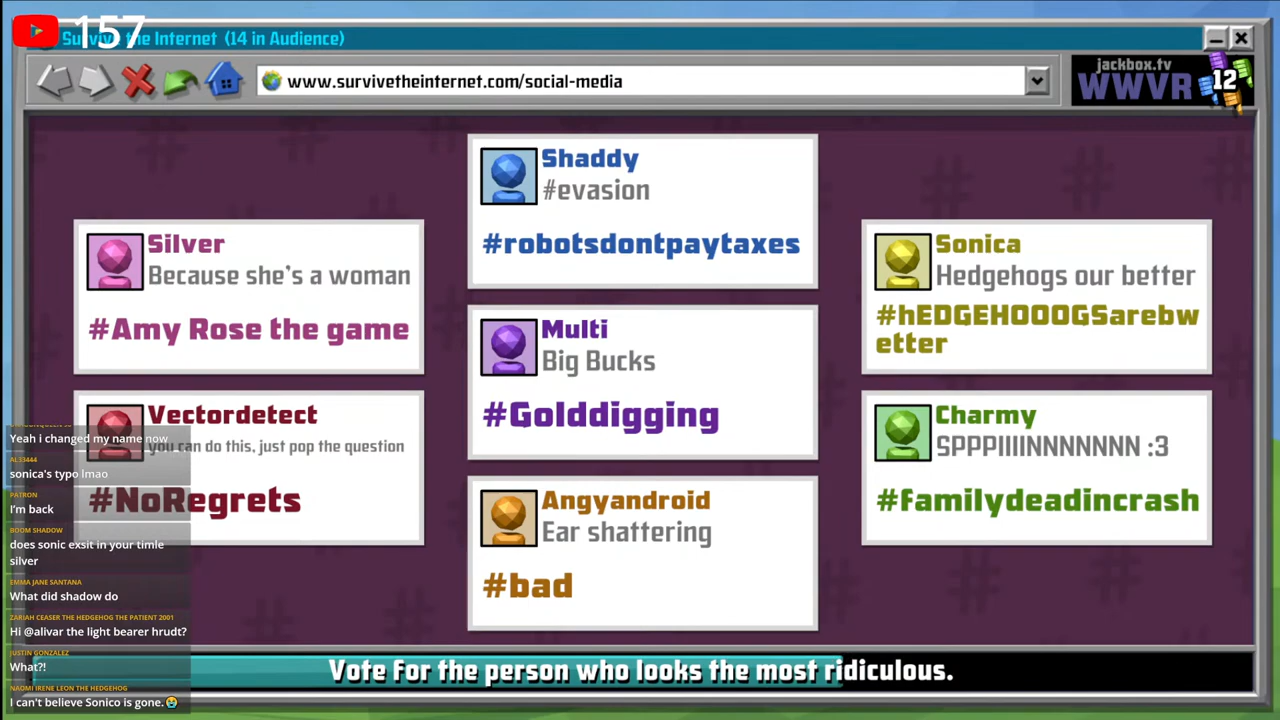 157
Survive the Internet (14 in Audience)
www.survivetheinternet.com/social-media
jackbox.tv
WWVR
12
Shaddy
#evasion
#robotsdontpaytaxes
Silver
Because she's a woman
#Amy Rose the game
Sonica
Hedgehogs our better
#hEDGEHOOOGSarebw
etter
Multi
Big Bucks
#Golddigging
Vectordetect
you can do this, just pop the question
#NoRegrets
Charmy
SPPPIIIINNNNNNN :3
#familydeadincrash
Angyandroid
Ear shattering
#bad
Yeah i changed my name now
AL33444
sonica's typo lmao
PATRON
I'm back
BOOM SHADOW
does sonic exsit in your timle
silver
EMMA JANE SANTANA
What did shadow do
ZARIAH CEASER THE HEDGEHOG THE PATIENT 2001
Hi @alivar the light bearer hrudt?
JUSTIN GONZALEZ
What?!
NAOMI IRENE LEON THE HEDGEHOG
I can't believe Sonico is gone.😭
Vote for the person who looks the most ridiculous.